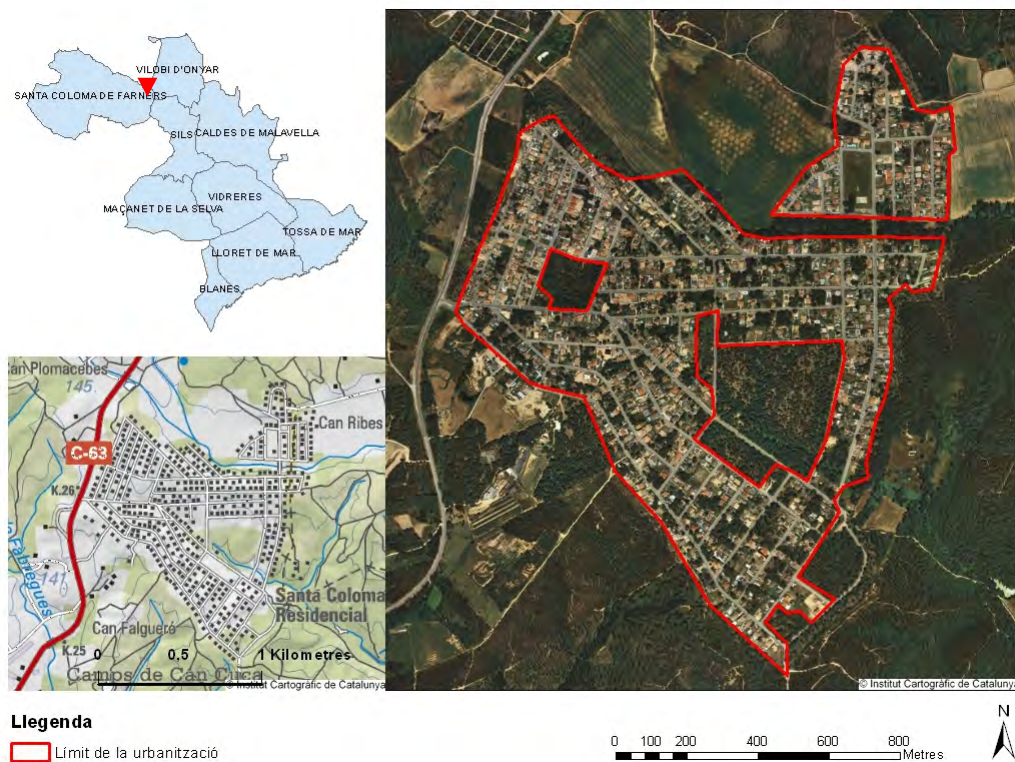 VILOBI D'ONYAR
SANTA COLOMA DE FARNERS
SILS
CALDES DE MALAVELLA
VIDRERES
MAÇANET DE LA SELVA
TOSSA DE MAR
LLORET DE MAR
BLANES
an Plomacebes
145
Can Ribes
C-63
K.26
Fàbregues
141
Santa Coloma
Residencial
Can Falgueró
K.25
0 0.5 1 Kilometres
Camps de Can Cuca
© Institut Cartogràfic de Catalunya
© Institut Cartogràfic de Catalunya
Llegenda
Límit de la urbanització
0 100 200 400 600 800
Metres
N